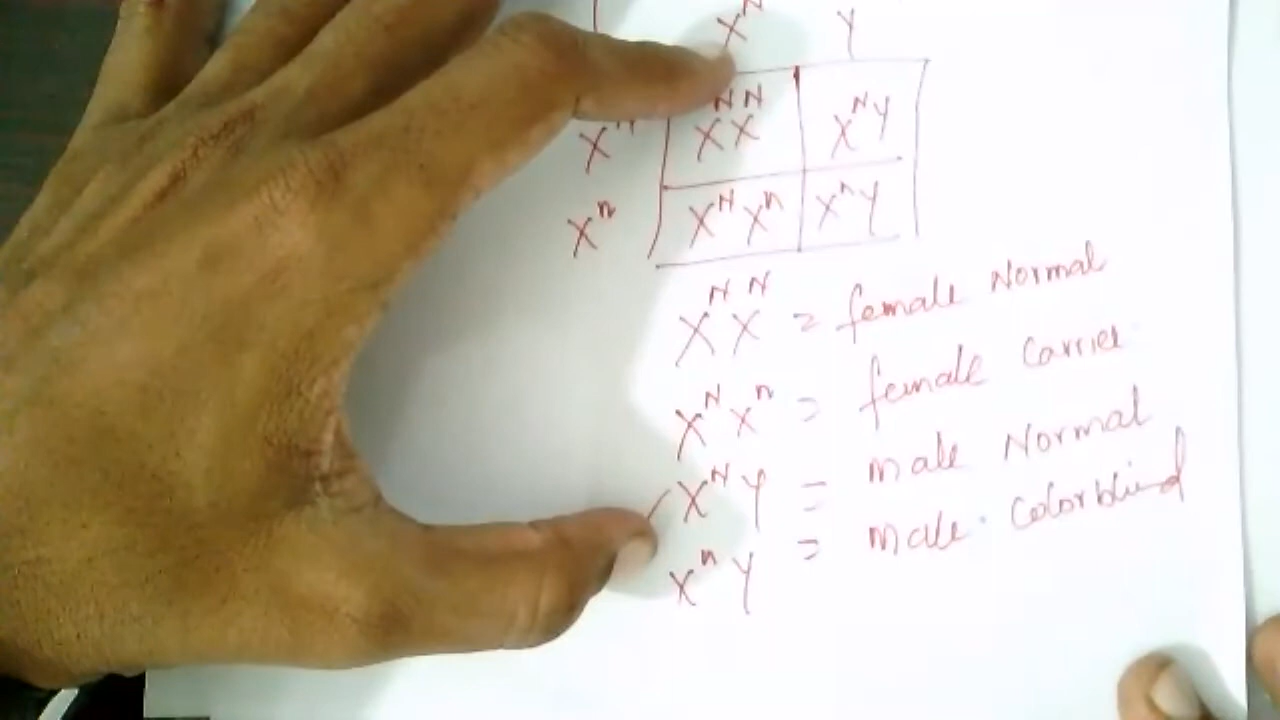 X^N Y
X^N X^N X^N Y
X^n X^N X^n X^n Y
X^N X^N = female Normal
X^N X^n = female Carrier
X^N Y = male Normal
X^n Y = male Colorblind